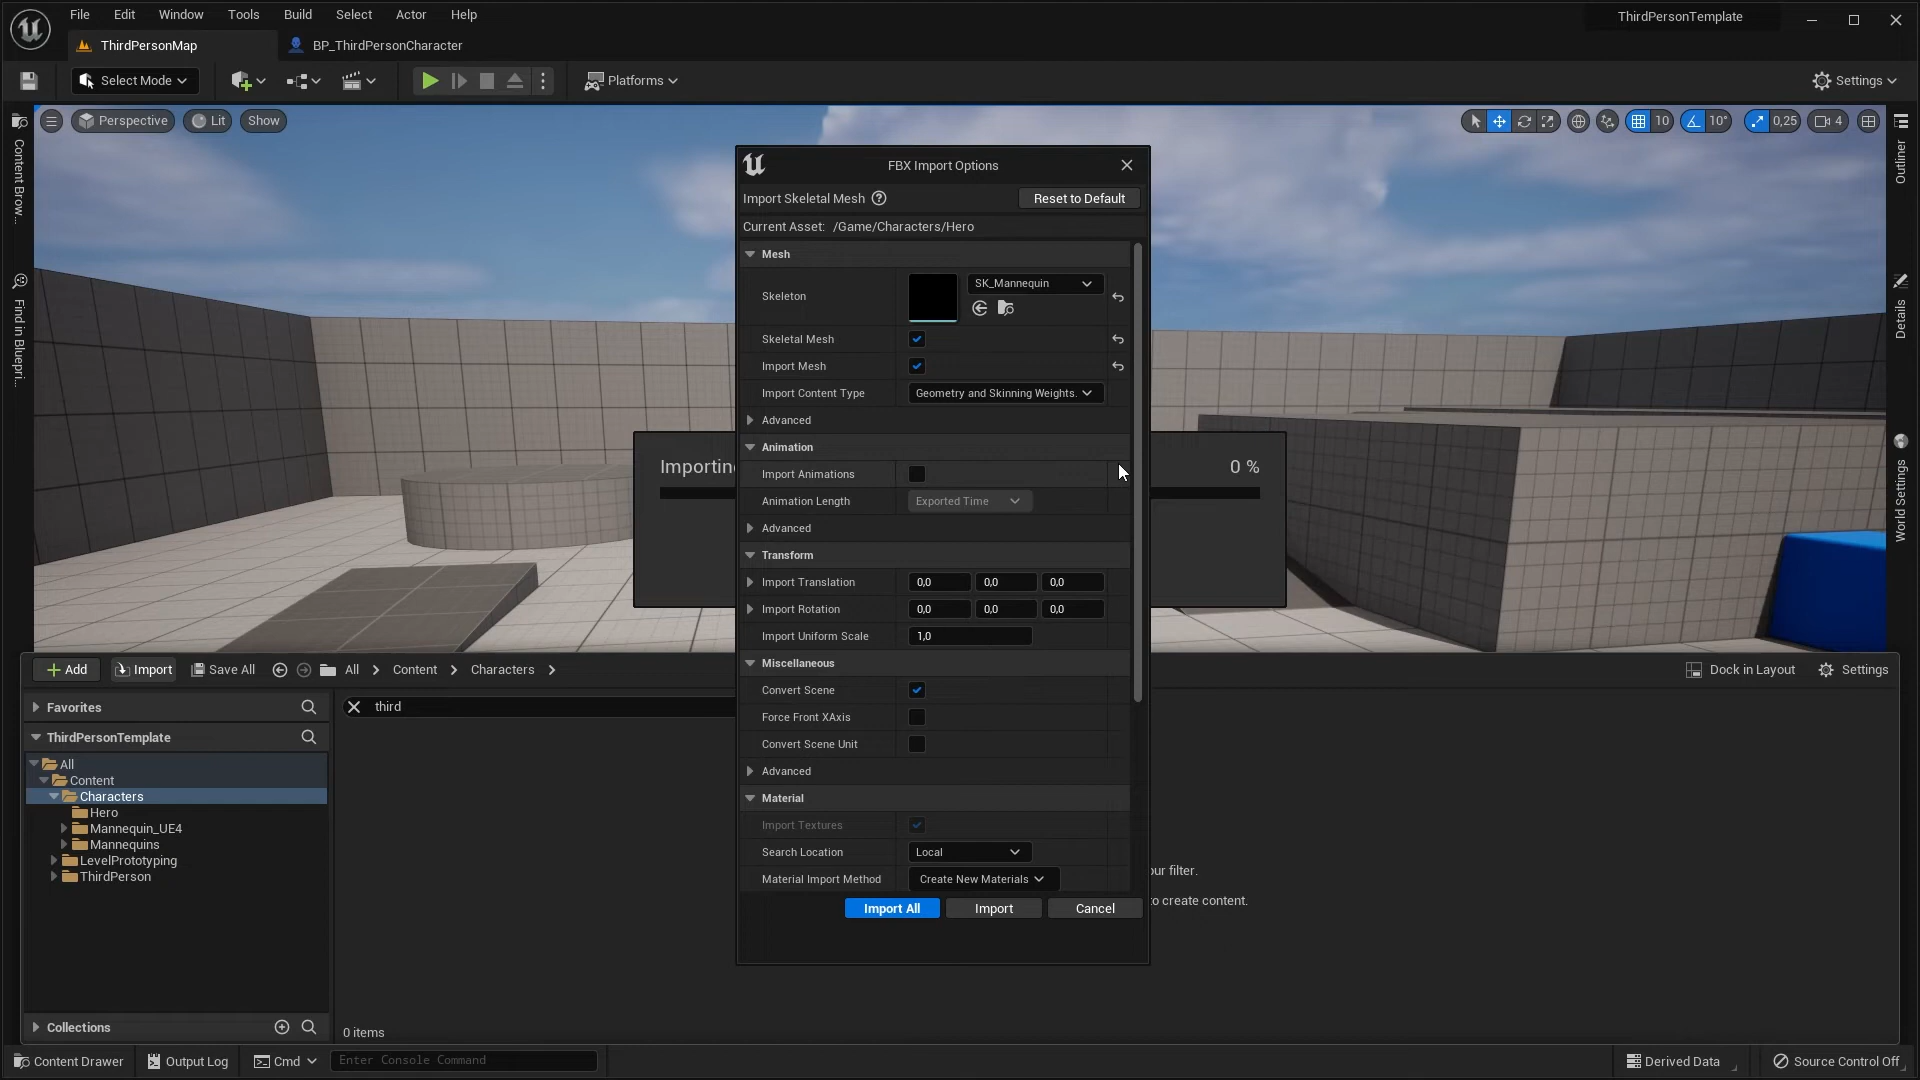 File Edit Window Tools Build Select Actor Help
ThirdPersonTemplate
ThirdPersonMap
BP_ThirdPersonCharacter
Select Mode
Platforms
Settings
Perspective
Lit
Show
10
10°
0,25
4
Content Brow...
Find in Bluepri...
Outliner
Details
World Settings
Importing
0 %
FBX Import Options
Import Skeletal Mesh
Reset to Default
Current Asset: /Game/Characters/Hero
Mesh
Skeleton
SK_Mannequin
Skeletal Mesh
Import Mesh
Import Content Type
Geometry and Skinning Weights.
Advanced
Animation
Import Animations
Animation Length
Exported Time
Advanced
Transform
Import Translation
0,0 0,0 0,0
Import Rotation
0,0 0,0 0,0
Import Uniform Scale
1,0
Miscellaneous
Convert Scene
Force Front XAxis
Convert Scene Unit
Advanced
Material
Import Textures
Search Location
Local
Material Import Method
Create New Materials
Import All
Import
Cancel
Add
Import
Save All
All
Content
Characters
Dock in Layout
Settings
Favorites
third
ThirdPersonTemplate
All
Content
Characters
Hero
Mannequin_UE4
Mannequins
LevelPrototyping
ThirdPerson
our filter.
to create content.
Collections
0 items
Content Drawer
Output Log
Cmd
Enter Console Command
Derived Data
Source Control Off